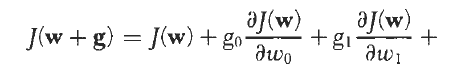 J(w + g) = J(w) + g₀ ∂J(w)/∂w₀ + g₁ ∂J(w)/∂w₁ +